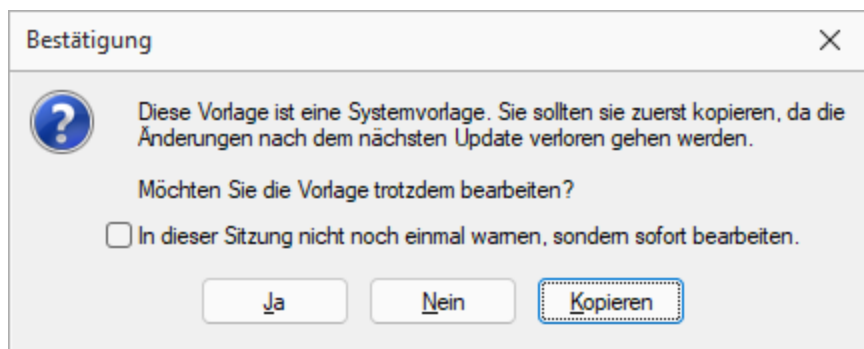 Bestätigung
Diese Vorlage ist eine Systemvorlage. Sie sollten sie zuerst kopieren, da die
Änderungen nach dem nächsten Update verloren gehen werden.
Möchten Sie die Vorlage trotzdem bearbeiten?
In dieser Sitzung nicht noch einmal warnen, sondern sofort bearbeiten.
Ja
Nein
Kopieren